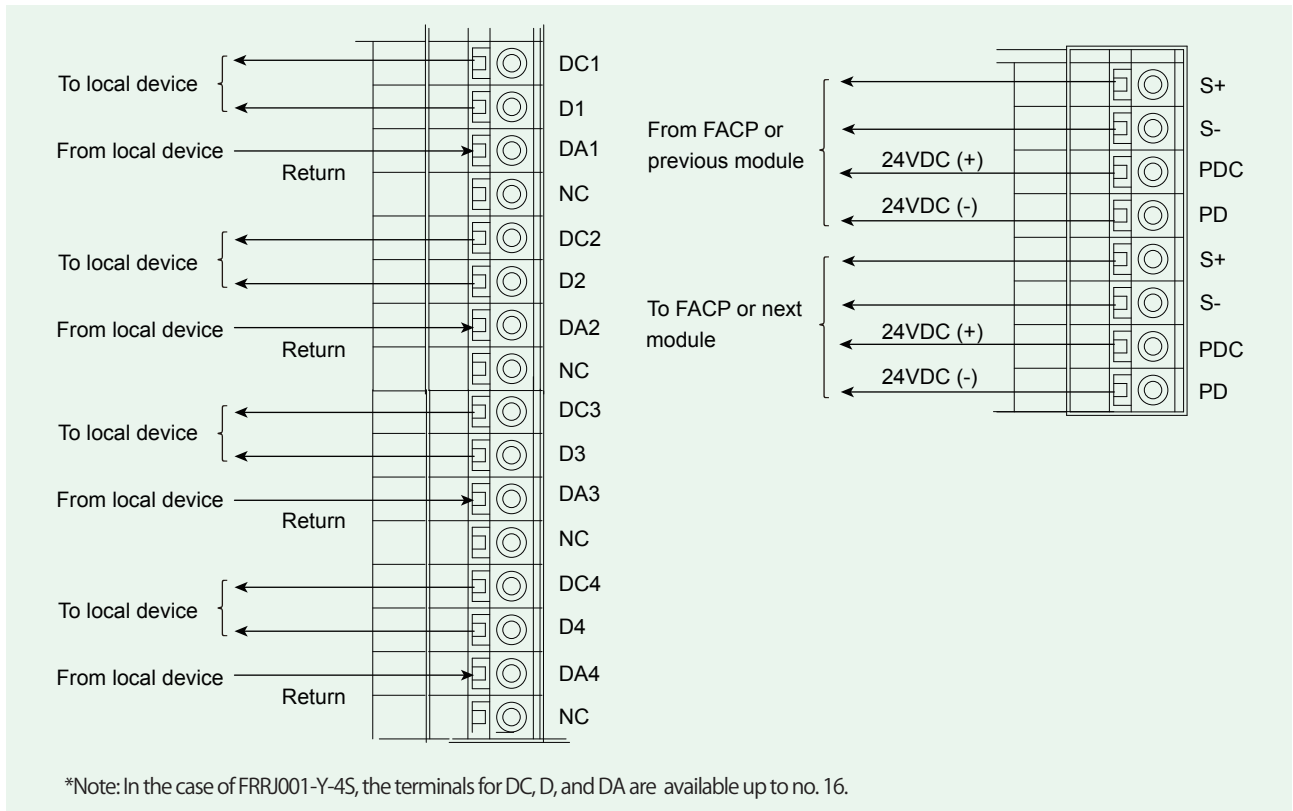 To local device
DC1
D1
From local device
Return
DA1
NC
To local device
DC2
D2
From local device
Return
DA2
NC
To local device
DC3
D3
From local device
Return
DA3
NC
To local device
DC4
D4
From local device
Return
DA4
NC
From FACP or
previous module
S+
S-
24VDC (+)
PDC
24VDC (-)
PD
To FACP or next
module
S+
S-
24VDC (+)
PDC
24VDC (-)
PD
*Note: In the case of FRRJ001-Y-4S, the terminals for DC, D, and DA are available up to no. 16.